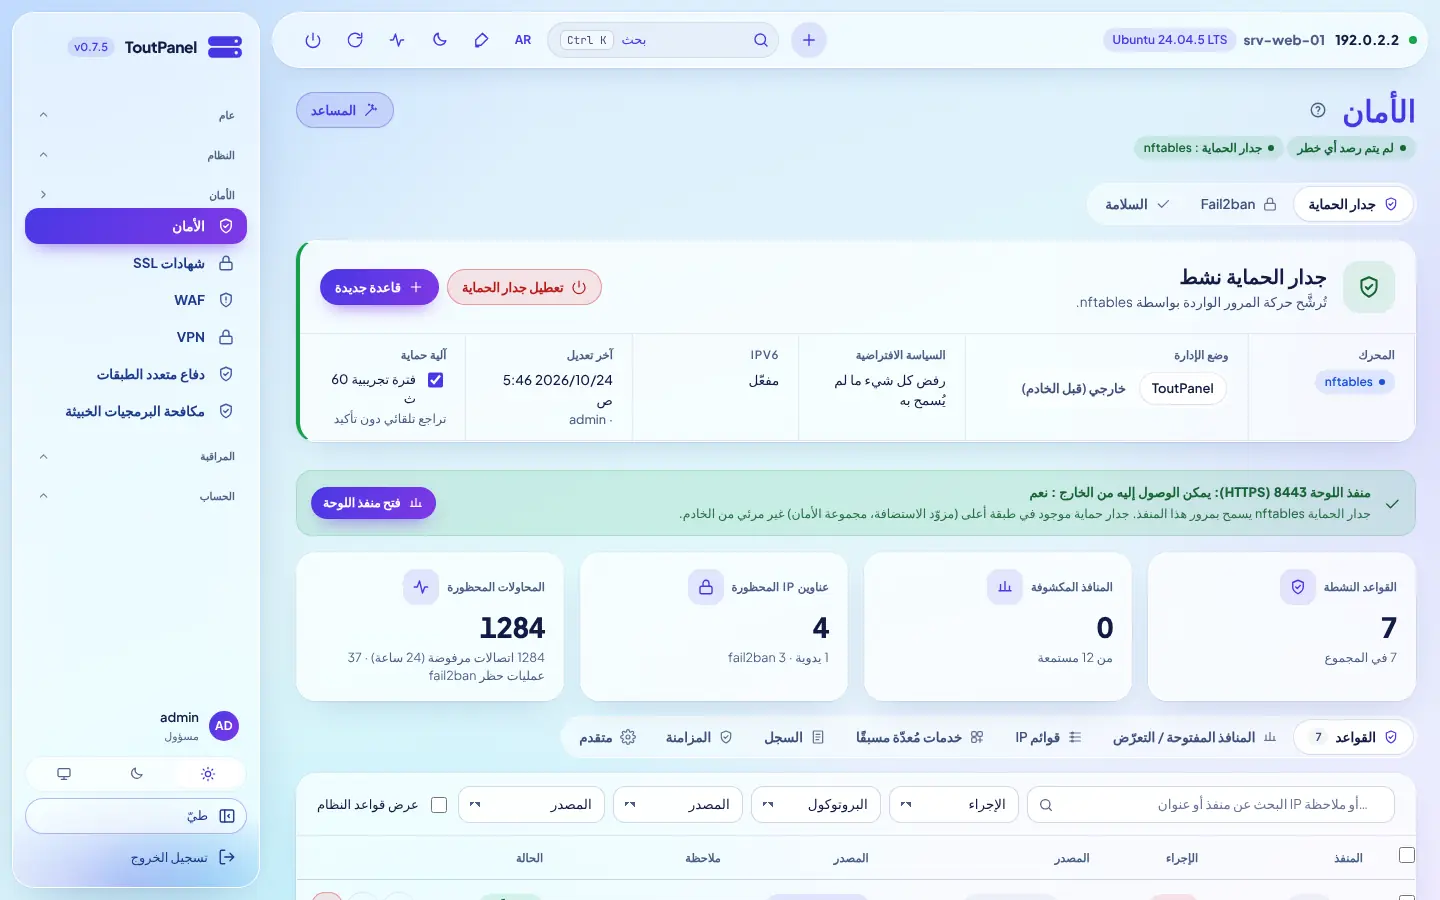 ToutPanel v0.7.5
عام
النظام
الأمان
الأمان
شهادات SSL
WAF
VPN
دفاع متعدد الطبقات
مكافحة البرمجيات الخبيثة
المراقبة
الحساب
AD
admin
مسؤول
طيّ
تسجيل الخروج
192.0.2.2 srv-web-01 Ubuntu 24.04.5 LTS
بحث Ctrl K
AR
الأمان
المساعد
لم يتم رصد أي خطر
جدار الحماية : nftables
جدار الحماية
Fail2ban
السلامة
جدار الحماية نشط
تُرشَّح حركة المرور الواردة بواسطة nftables.
تعطيل جدار الحماية
قاعدة جديدة
المحرك
nftables
وضع الإدارة
ToutPanel
خارجي (قبل الخادم)
السياسة الافتراضية
رفض كل شيء ما لم
يُسمح به
IPV6
مفعّل
آخر تعديل
2026/10/24 5:46
ص
· admin
آلية حماية
فترة تجريبية 60
ث
تراجع تلقائي دون تأكيد
منفذ اللوحة 8443 (HTTPS): يمكن الوصول إليه من الخارج : نعم
جدار الحماية nftables يسمح بمرور هذا المنفذ. جدار حماية موجود في طبقة أعلى (مزوّد الاستضافة، مجموعة الأمان) غير مرئي من الخادم.
فتح منفذ اللوحة
القواعد النشطة
7
7 في المجموع
المنافذ المكشوفة
0
من 12 مستمعة
عناوين IP المحظورة
4
1 يدوية · 3 fail2ban
المحاولات المحظورة
1284
1284 اتصالات مرفوضة (24 ساعة) · 37
عمليات حظر fail2ban
القواعد 7
المنافذ المفتوحة / التعرّض
قوائم IP
خدمات مُعدّة مسبقًا
السجل
المزامنة
متقدم
البحث عن منفذ أو عنوان IP أو ملاحظة…
الإجراء
البروتوكول
المصدر
المصدر
عرض قواعد النظام
المنفذ
الإجراء
المصدر
المصدر
ملاحظة
الحالة